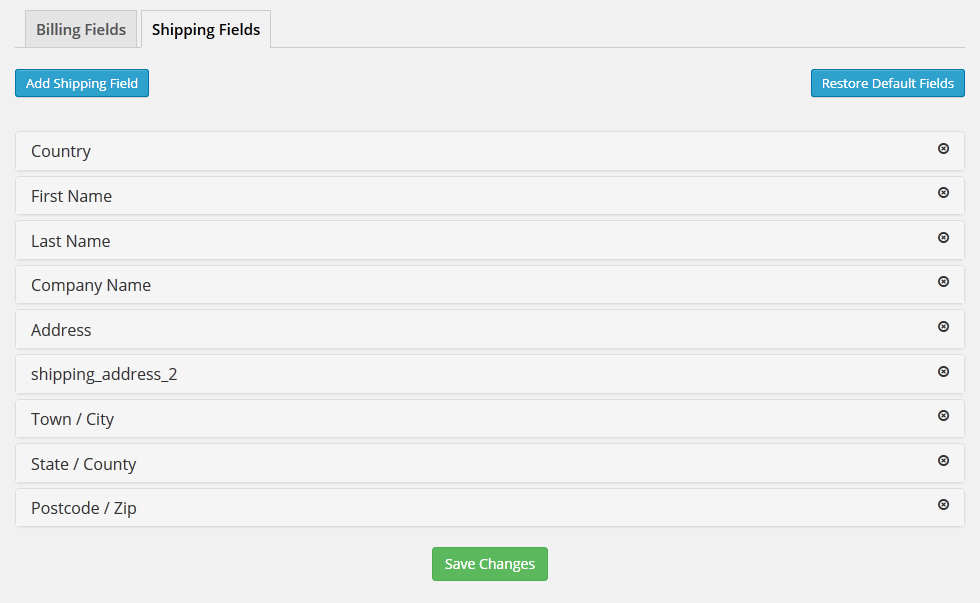 Billing Fields Shipping Fields
Add Shipping Field Restore Default Fields
Country
First Name
Last Name
Company Name
Address
shipping_address_2
Town / City
State / County
Postcode / Zip
Save Changes